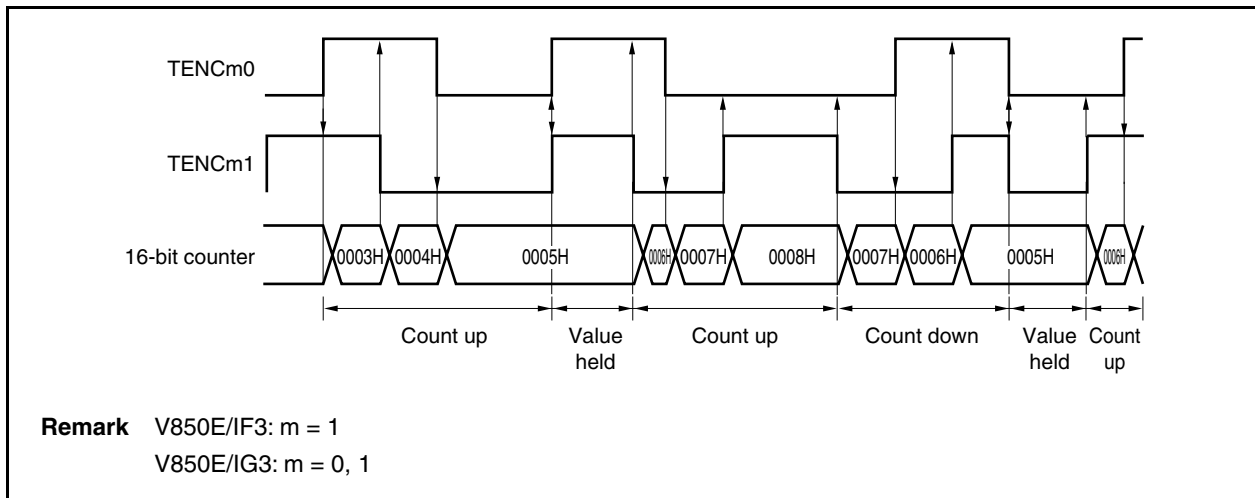 TENCm0
TENCm1
16-bit counter
0003H 0004H 0005H 0006H 0007H 0008H 0007H 0006H 0005H 0006H
Count up Value held Count up Count down Value held Count up
Remark V850E/IF3: m = 1
V850E/IG3: m = 0, 1